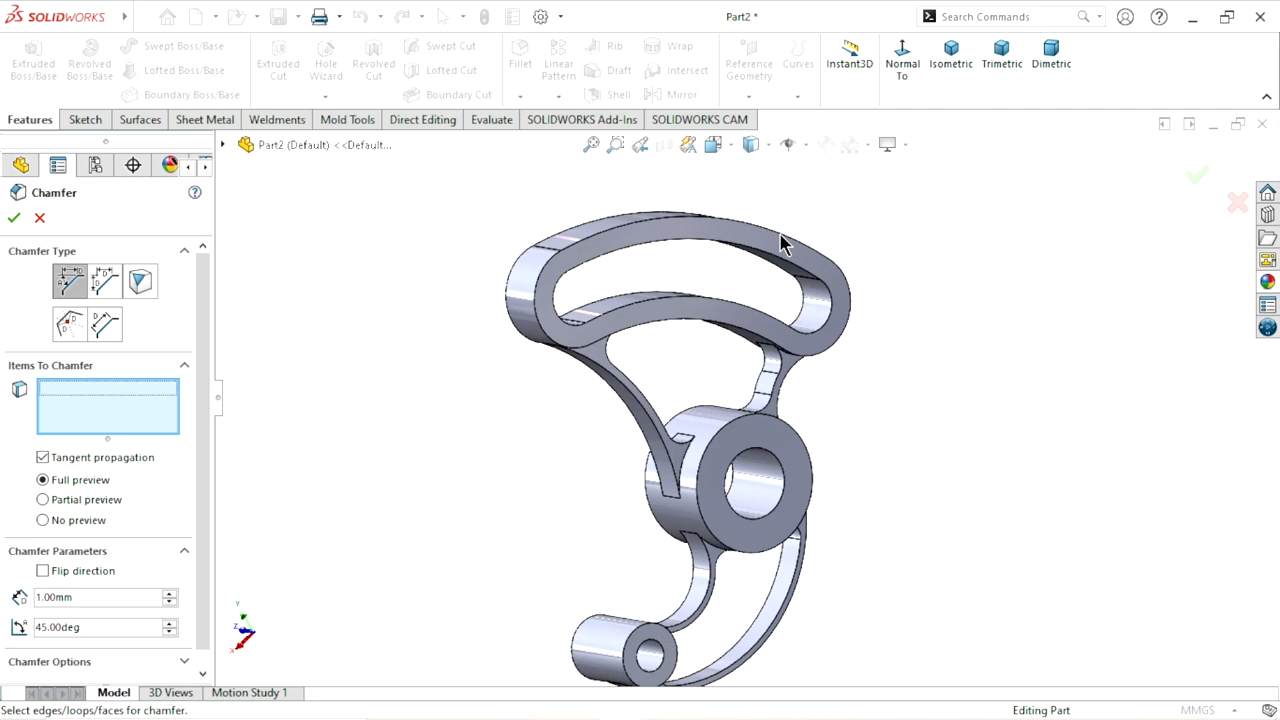 SOLIDWORKS
Part2 *
Search Commands
Extruded Boss/Base
Revolved Boss/Base
Swept Boss/Base
Lofted Boss/Base
Boundary Boss/Base
Extruded Cut
Hole Wizard
Revolved Cut
Swept Cut
Lofted Cut
Boundary Cut
Fillet
Linear Pattern
Rib
Draft
Shell
Wrap
Intersect
Mirror
Reference Geometry
Curves
Instant3D
Normal To
Isometric
Trimetric
Dimetric
Features
Sketch
Surfaces
Sheet Metal
Weldments
Mold Tools
Direct Editing
Evaluate
SOLIDWORKS Add-Ins
SOLIDWORKS CAM
Part2 (Default) <<Default...
Chamfer
Chamfer Type
Items To Chamfer
Tangent propagation
Full preview
Partial preview
No preview
Chamfer Parameters
Flip direction
1.00mm
45.00deg
Chamfer Options
Y
Z
X
Model
3D Views
Motion Study 1
Select edges/loops/faces for chamfer.
Editing Part
MMGS